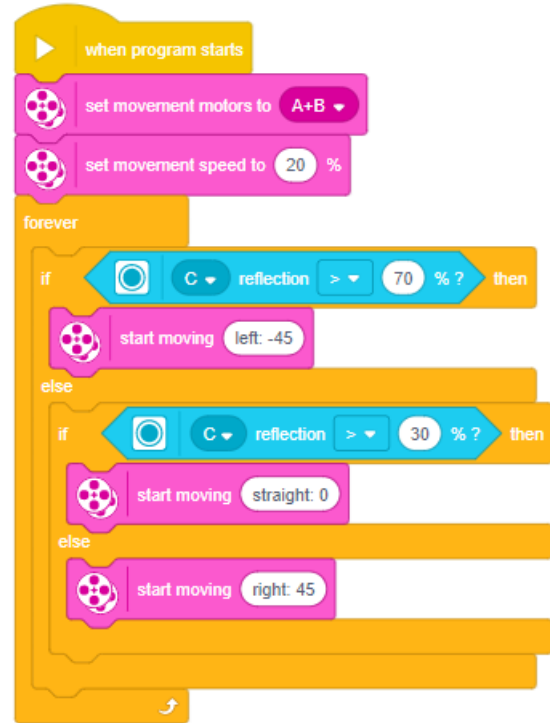 when program starts
set movement motors to A+B
set movement speed to 20 %
forever
if C reflection > 70 % ? then
start moving left: -45
else
if C reflection > 30 % ? then
start moving straight: 0
else
start moving right: 45